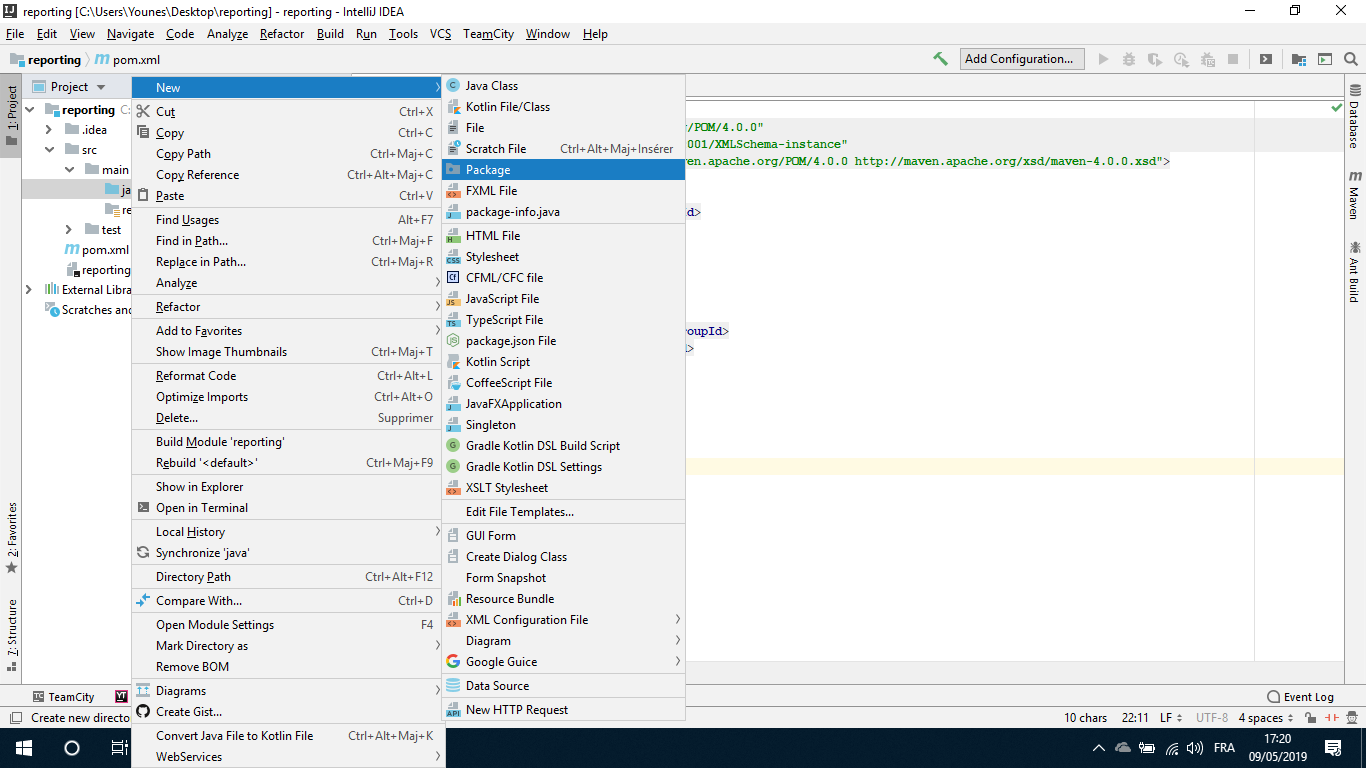 reporting [C:\Users\Younes\Desktop\reporting] - reporting - IntelliJ IDEA
File Edit View Navigate Code Analyze Refactor Build Run Tools VCS TeamCity Window Help
reporting pom.xml
Add Configuration...
1: Project
Project
reporting C:
.idea
src
main
ja
re
test
pom.xml
reporting
External Libra
Scratches and
2: Favorites
7: Structure
New
Cut Ctrl+X
Copy Ctrl+C
Copy Path Ctrl+Maj+C
Copy Reference Ctrl+Alt+Maj+C
Paste Ctrl+V
Find Usages Alt+F7
Find in Path... Ctrl+Maj+F
Replace in Path... Ctrl+Maj+R
Analyze
Refactor
Add to Favorites
Show Image Thumbnails Ctrl+Maj+T
Reformat Code Ctrl+Alt+L
Optimize Imports Ctrl+Alt+O
Delete... Supprimer
Build Module 'reporting'
Rebuild '<default>' Ctrl+Maj+F9
Show in Explorer
Open in Terminal
Local History
Synchronize 'java'
Directory Path Ctrl+Alt+F12
Compare With... Ctrl+D
Open Module Settings F4
Mark Directory as
Remove BOM
Diagrams
Create Gist...
Convert Java File to Kotlin File Ctrl+Alt+Maj+K
WebServices
Java Class
Kotlin File/Class
File
Scratch File Ctrl+Alt+Maj+Insérer
Package
FXML File
package-info.java
HTML File
Stylesheet
CFML/CFC file
JavaScript File
TypeScript File
package.json File
Kotlin Script
CoffeeScript File
JavaFXApplication
Singleton
Gradle Kotlin DSL Build Script
Gradle Kotlin DSL Settings
XSLT Stylesheet
Edit File Templates...
GUI Form
Create Dialog Class
Form Snapshot
Resource Bundle
XML Configuration File
Diagram
Google Guice
Data Source
New HTTP Request
/POM/4.0.0"
001/XMLSchema-instance"
ven.apache.org/POM/4.0.0 http://maven.apache.org/xsd/maven-4.0.0.xsd">
d>
oupId>
>
Database
Maven
Ant Build
TeamCity
Event Log
Create new directo
10 chars 22:11 LF UTF-8 4 spaces
FRA
17:20
09/05/2019